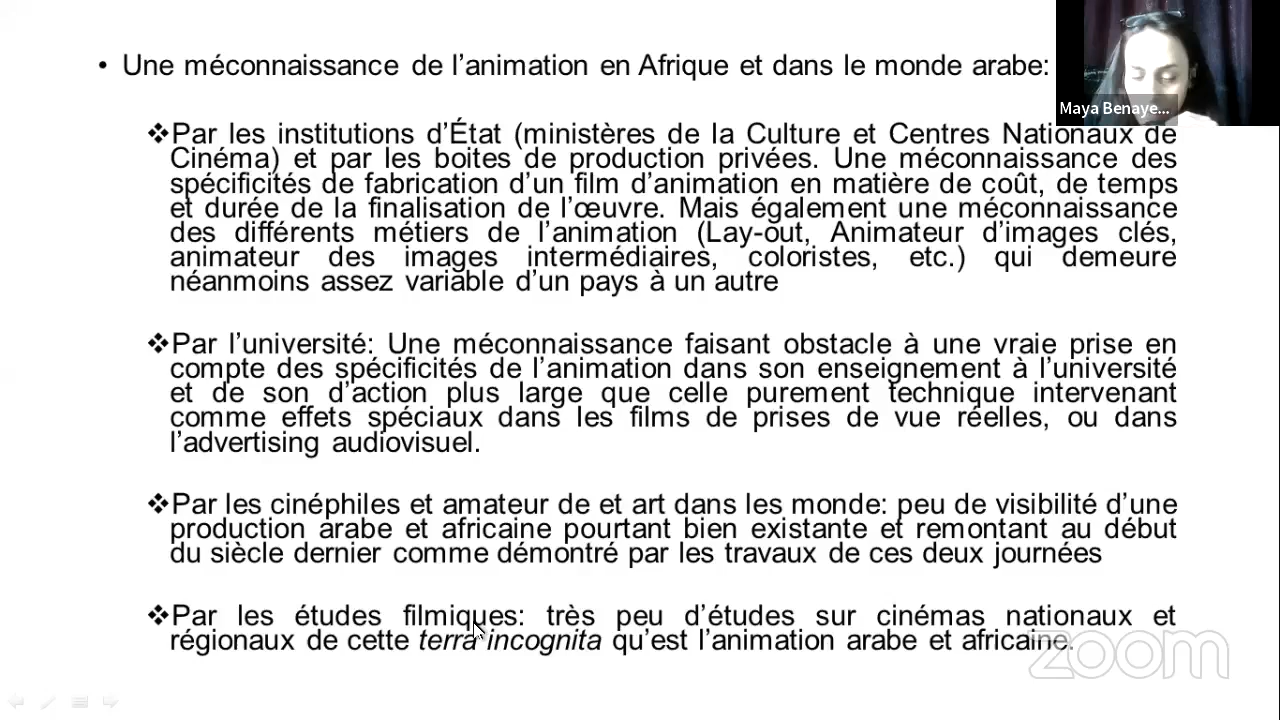 • Une méconnaissance de l’animation en Afrique et dans le monde arabe:
Maya Benaye...
❖Par les institutions d’État (ministères de la Culture et Centres Nationaux de
Cinéma) et par les boites de production privées. Une méconnaissance des
spécificités de fabrication d’un film d’animation en matière de coût, de temps
et durée de la finalisation de l’œuvre. Mais également une méconnaissance
des différents métiers de l’animation (Lay-out, Animateur d’images clés,
animateur des images intermédiaires, coloristes, etc.) qui demeure
néanmoins assez variable d’un pays à un autre
❖Par l’université: Une méconnaissance faisant obstacle à une vraie prise en
compte des spécificités de l’animation dans son enseignement à l’université
et de son d’action plus large que celle purement technique intervenant
comme effets spéciaux dans les films de prises de vue réelles, ou dans
l’advertising audiovisuel.
❖Par les cinéphiles et amateur de et art dans les monde: peu de visibilité d’une
production arabe et africaine pourtant bien existante et remontant au début
du siècle dernier comme démontré par les travaux de ces deux journées
❖Par les études filmiques: très peu d’études sur cinémas nationaux et
régionaux de cette terra incognita qu’est l’animation arabe et africaine.
zoom